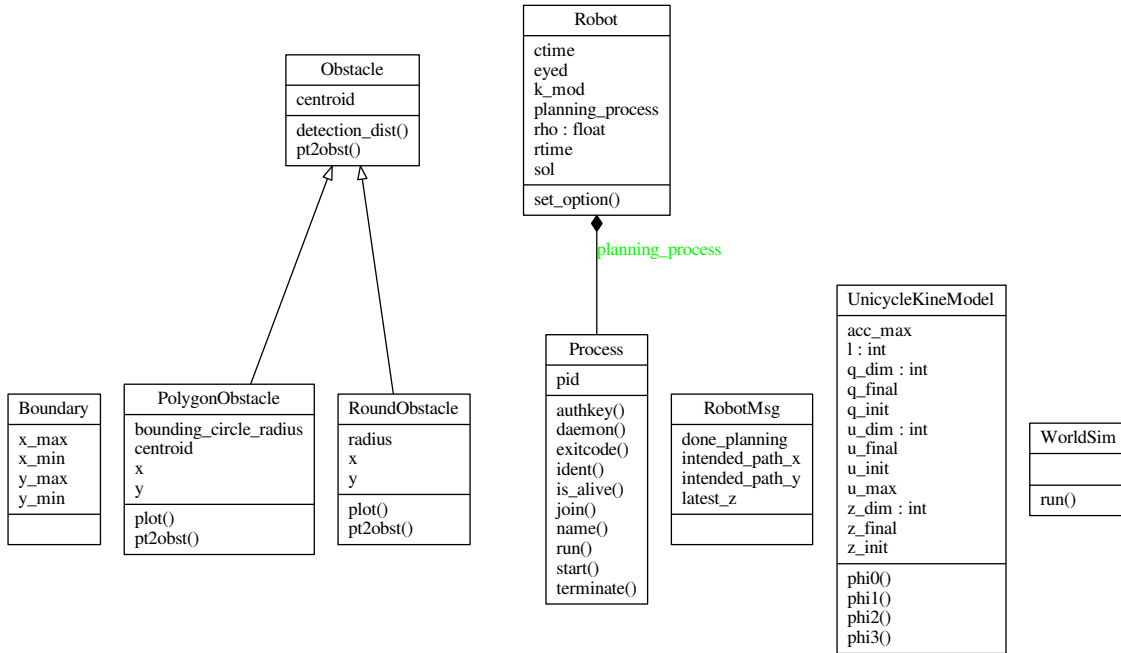 Robot
ctime
eyed
k_mod
planning_process
rho : float
rtime
sol
set_option()
Obstacle
centroid
detection_dist()
pt2obst()
planning_process
Boundary
x_max
x_min
y_max
y_min
PolygonObstacle
bounding_circle_radius
centroid
x
y
plot()
pt2obst()
RoundObstacle
radius
x
y
plot()
pt2obst()
Process
pid
authkey()
daemon()
exitcode()
ident()
is_alive()
join()
name()
run()
start()
terminate()
RobotMsg
done_planning
intended_path_x
intended_path_y
latest_z
UnicycleKineModel
acc_max
l : int
q_dim : int
q_final
q_init
u_dim : int
u_final
u_init
u_max
z_dim : int
z_final
z_init
phi0()
phi1()
phi2()
phi3()
WorldSim
run()